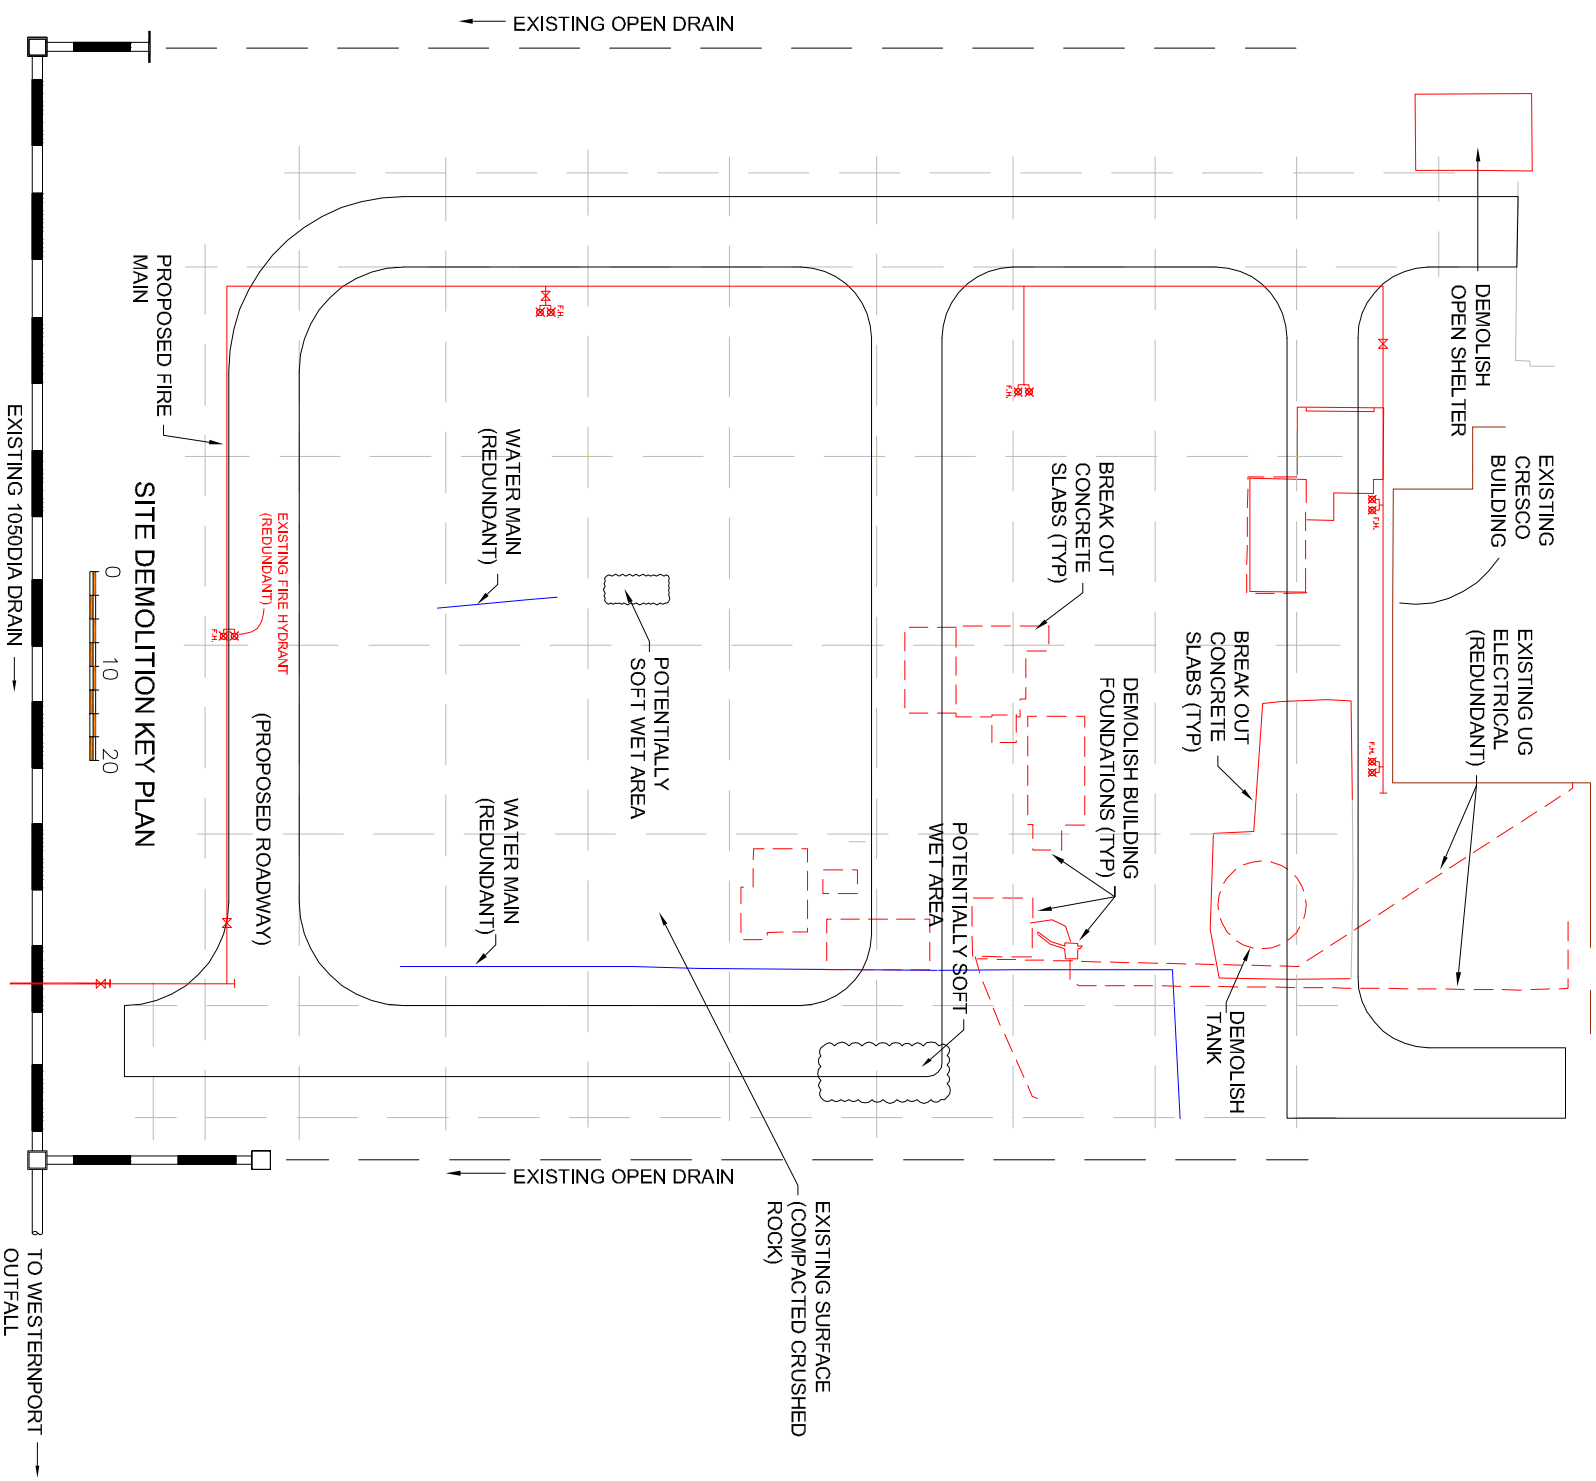 EXISTING OPEN DRAIN
DEMOLISH
OPEN SHELTER
EXISTING
CRESCO
BUILDING
EXISTING UG
ELECTRICAL
(REDUNDANT)
BREAK OUT
CONCRETE
SLABS (TYP)
BREAK OUT
CONCRETE
SLABS (TYP)
DEMOLISH BUILDING
FOUNDATIONS (TYP)
DEMOLISH
TANK
POTENTIALLY SOFT
WET AREA
POTENTIALLY
SOFT WET AREA
WATER MAIN
(REDUNDANT)
WATER MAIN
(REDUNDANT)
EXISTING SURFACE
(COMPACTED CRUSHED
ROCK)
EXISTING OPEN DRAIN
PROPOSED FIRE
MAIN
EXISTING FIRE HYDRANT
(REDUNDANT)
(PROPOSED ROADWAY)
F.H.
F.H.
F.H.
F.H.
F.H.
SITE DEMOLITION KEY PLAN
0 10 20
EXISTING 1050DIA DRAIN
TO WESTERNPORT
OUTFALL